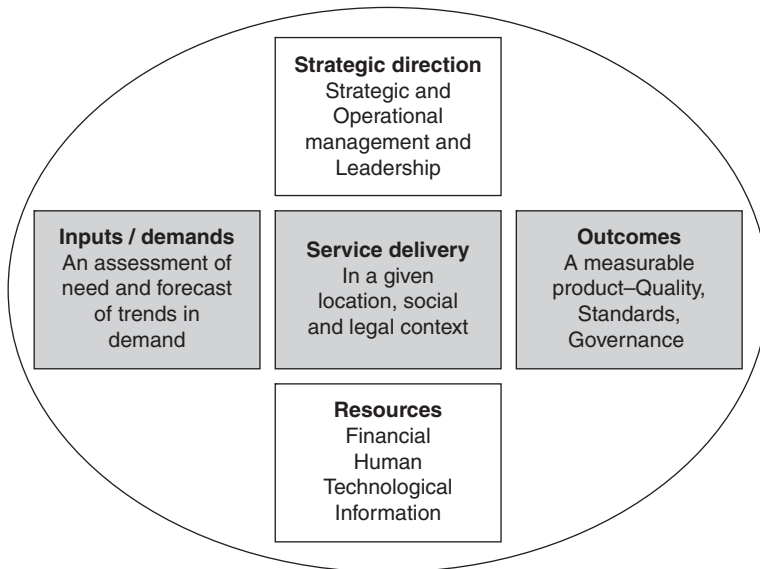 Strategic direction
Strategic and
Operational
management and
Leadership
Inputs / demands
An assessment of
need and forecast
of trends in
demand
Service delivery
In a given
location, social
and legal context
Outcomes
A measurable
product–Quality,
Standards,
Governance
Resources
Financial
Human
Technological
Information